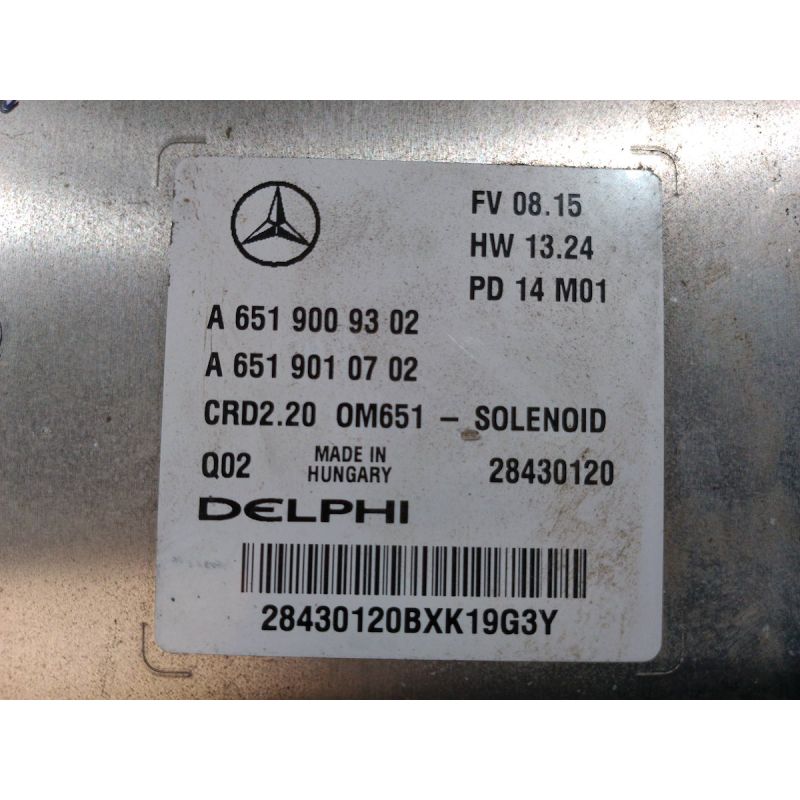 FV 08.15
HW 13.24
PD 14 M01
A 651 900 93 02
A 651 901 07 02
CRD2.20 OM651 – SOLENOID
Q02 MADE IN HUNGARY 28430120
DELPHI
28430120BXK19G3Y